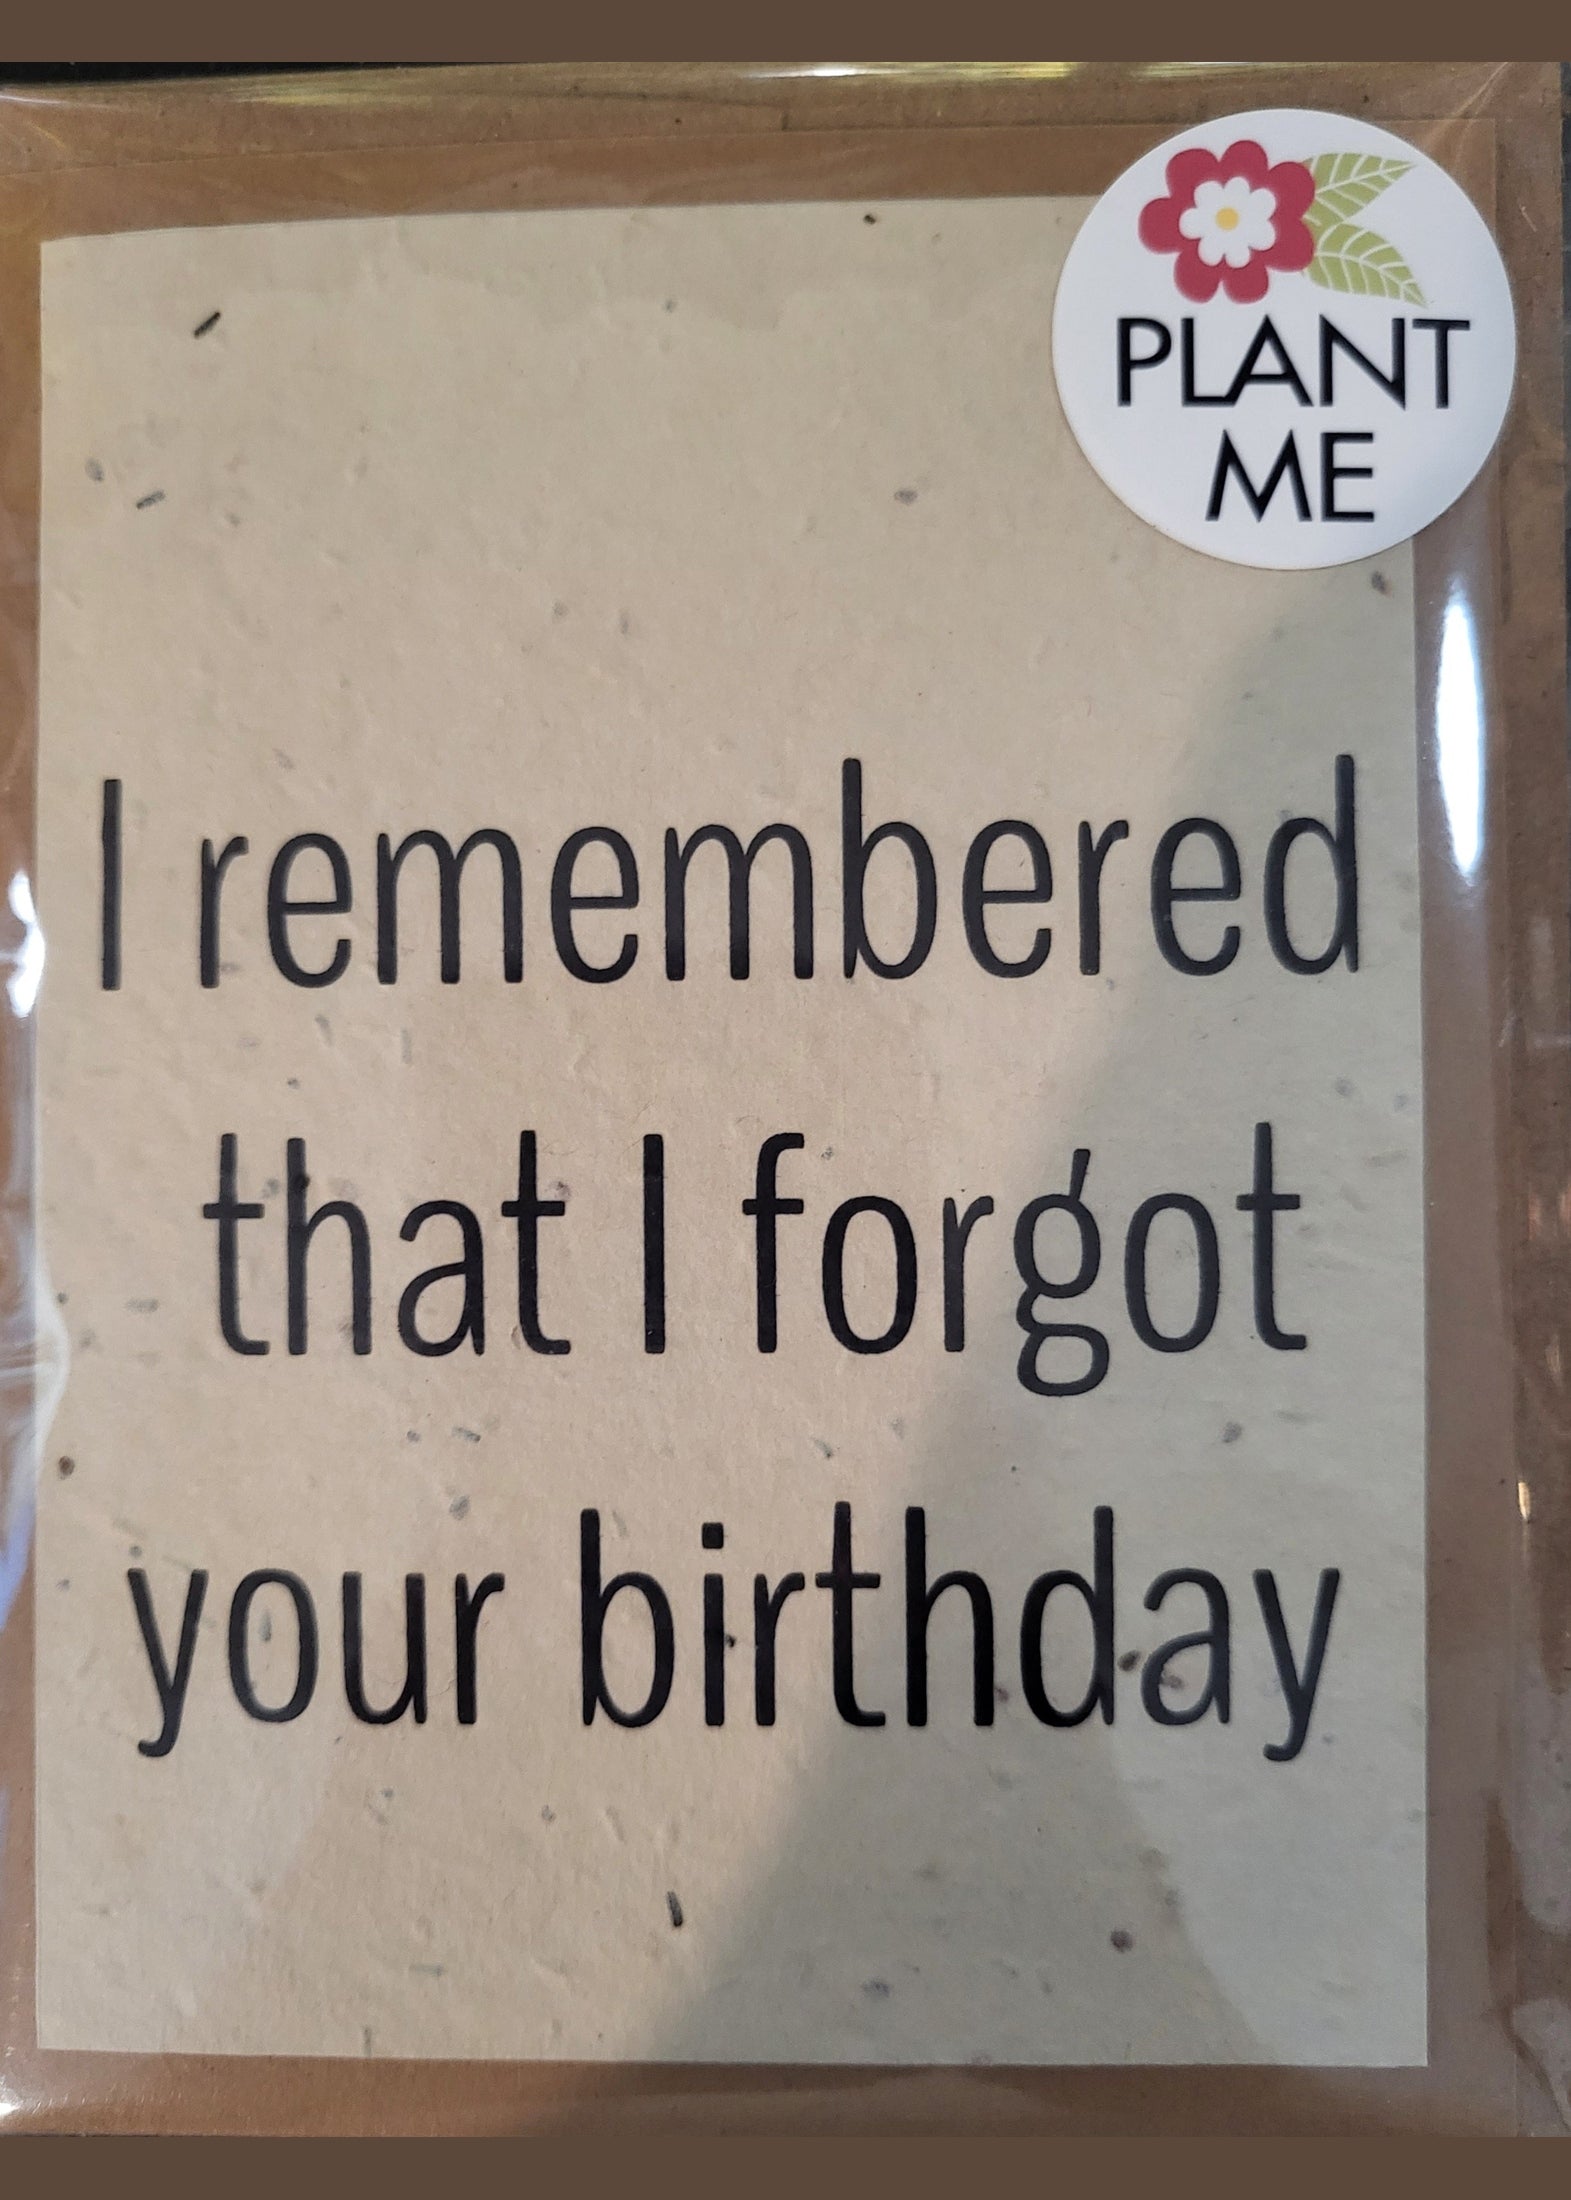 PLANT
ME
I remembered
that I forgot
your birthday